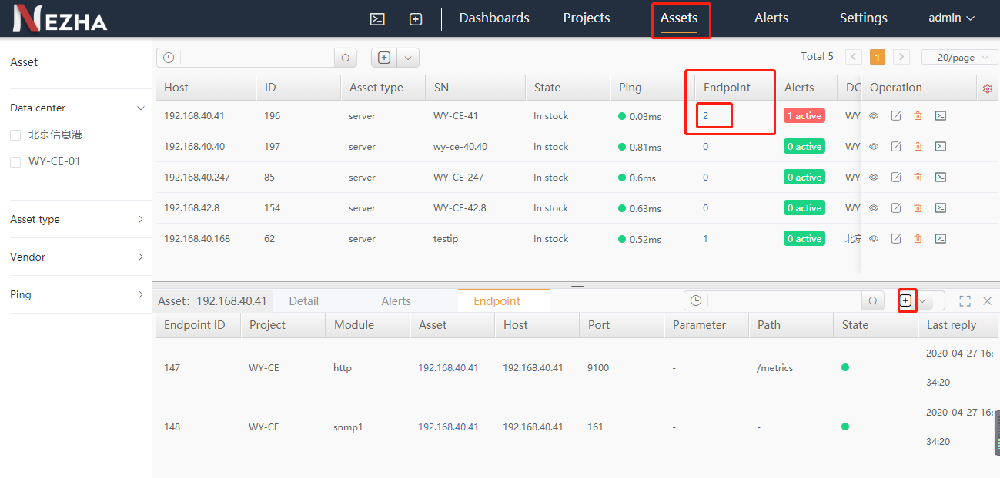 NEZHA
Dashboards Projects Assets Alerts Settings admin
Asset
Data center
北京信息港
WY-CE-01
Asset type
Vendor
Ping
Total 5 1 20/page
Host ID Asset type SN State Ping Endpoint Alerts DC Operation
192.168.40.41 196 server WY-CE-41 In stock 0.03ms 2 1 active WY-
192.168.40.40 197 server wy-ce-40.40 In stock 0.81ms 0 0 active WY-
192.168.40.247 85 server WY-CE-247 In stock 0.6ms 0 0 active WY-
192.168.42.8 154 server WY-CE-42.8 In stock 0.63ms 0 0 active WY-
192.168.40.168 62 server testip In stock 0.52ms 1 0 active 北京
Asset: 192.168.40.41 Detail Alerts Endpoint
Endpoint ID Project Module Asset Host Port Parameter Path State Last reply
147 WY-CE http 192.168.40.41 192.168.40.41 9100 - /metrics 2020-04-27 16:
34:20
148 WY-CE snmp1 192.168.40.41 192.168.40.41 161 - - 2020-04-27 16:
34:20